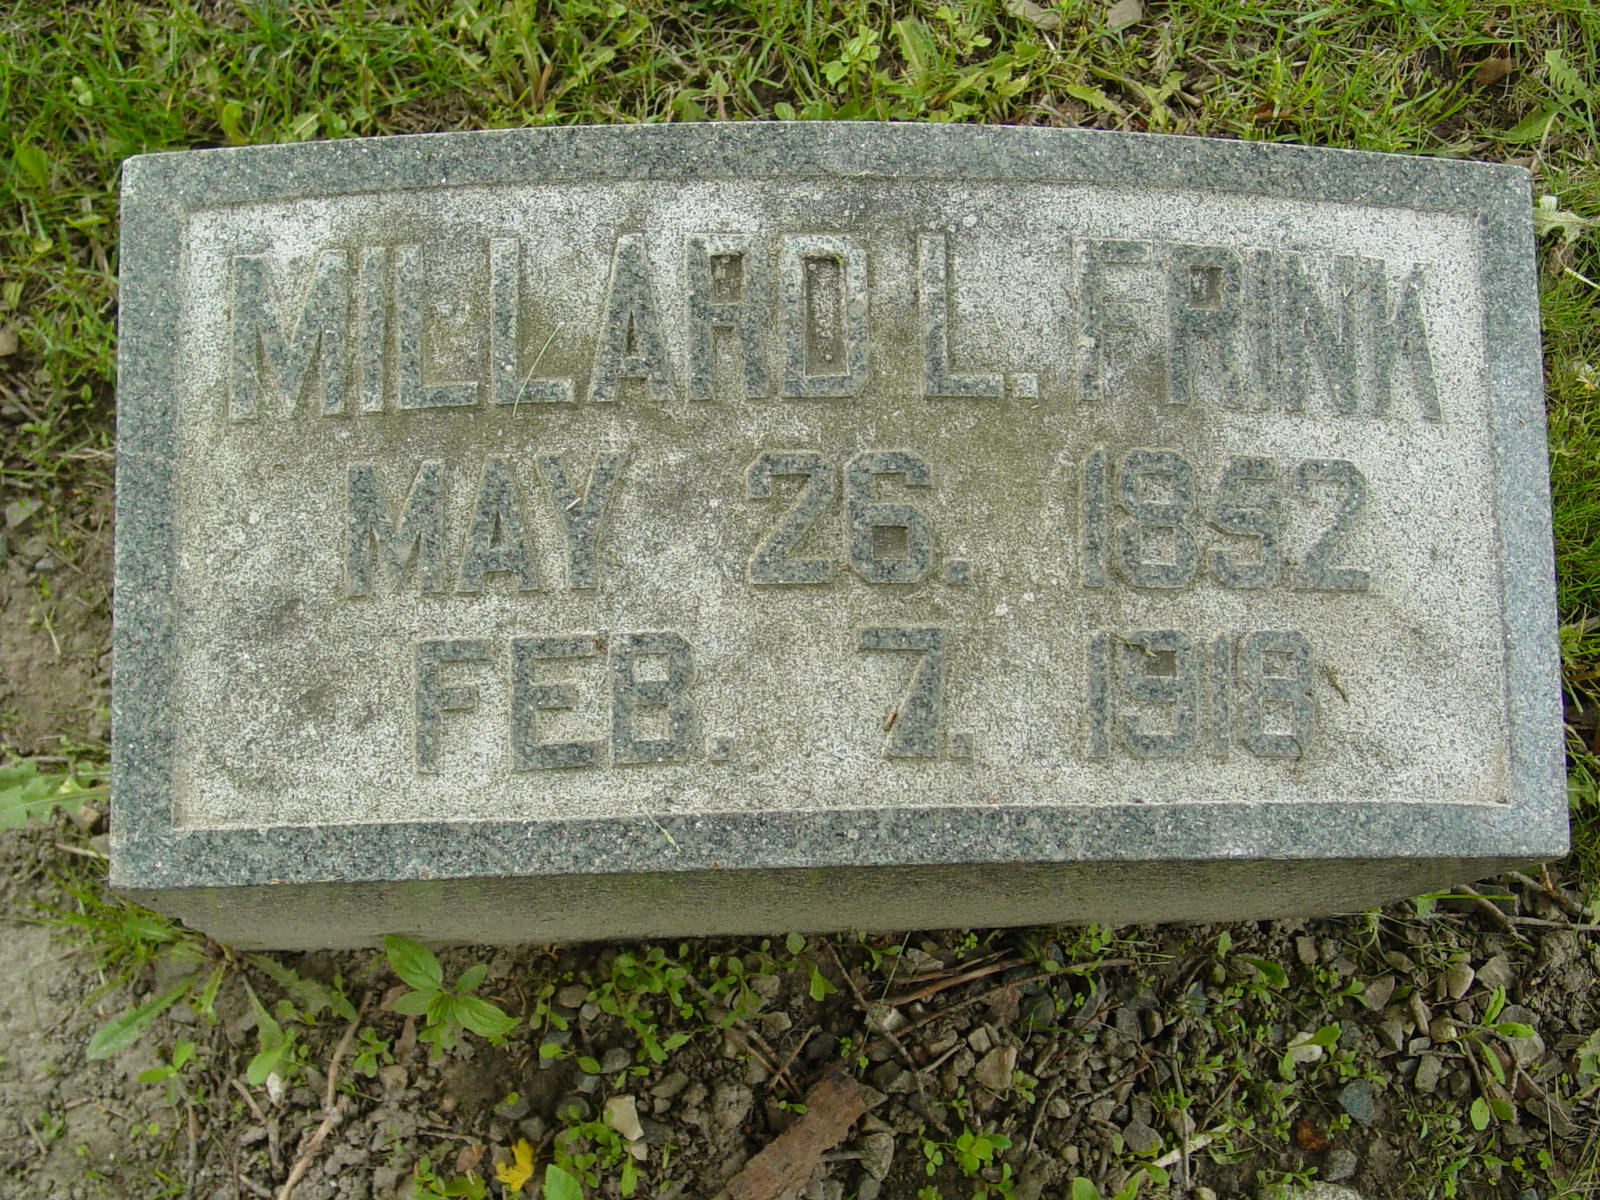 MILLARD L. FRINK
MAY 26. 1852
FEB. 7. 1918